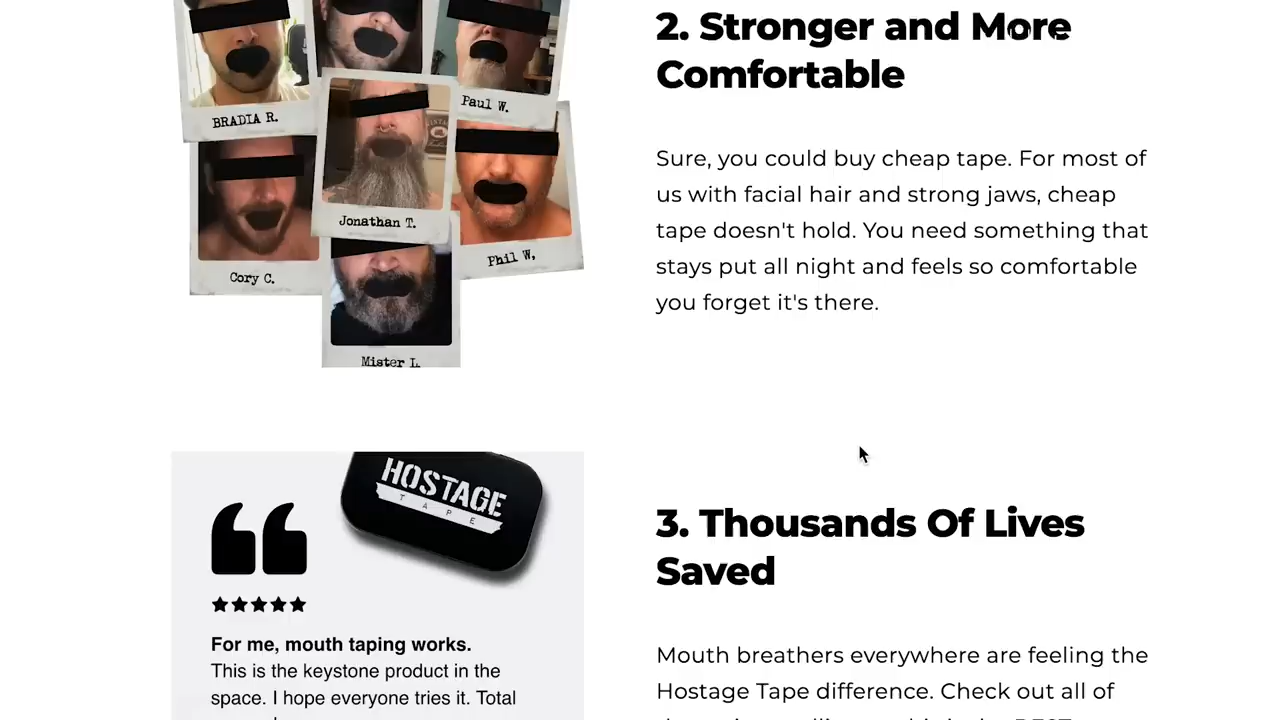 BRADIA R.
Paul W.
Jonathan T.
Cory C.
Phil W,
Mister L.
2. Stronger and More
Comfortable
Sure, you could buy cheap tape. For most of
us with facial hair and strong jaws, cheap
tape doesn't hold. You need something that
stays put all night and feels so comfortable
you forget it's there.
HOSTAGE
TAPE
★★★★★
For me, mouth taping works.
This is the keystone product in the
space. I hope everyone tries it. Total
3. Thousands Of Lives
Saved
Mouth breathers everywhere are feeling the
Hostage Tape difference. Check out all of